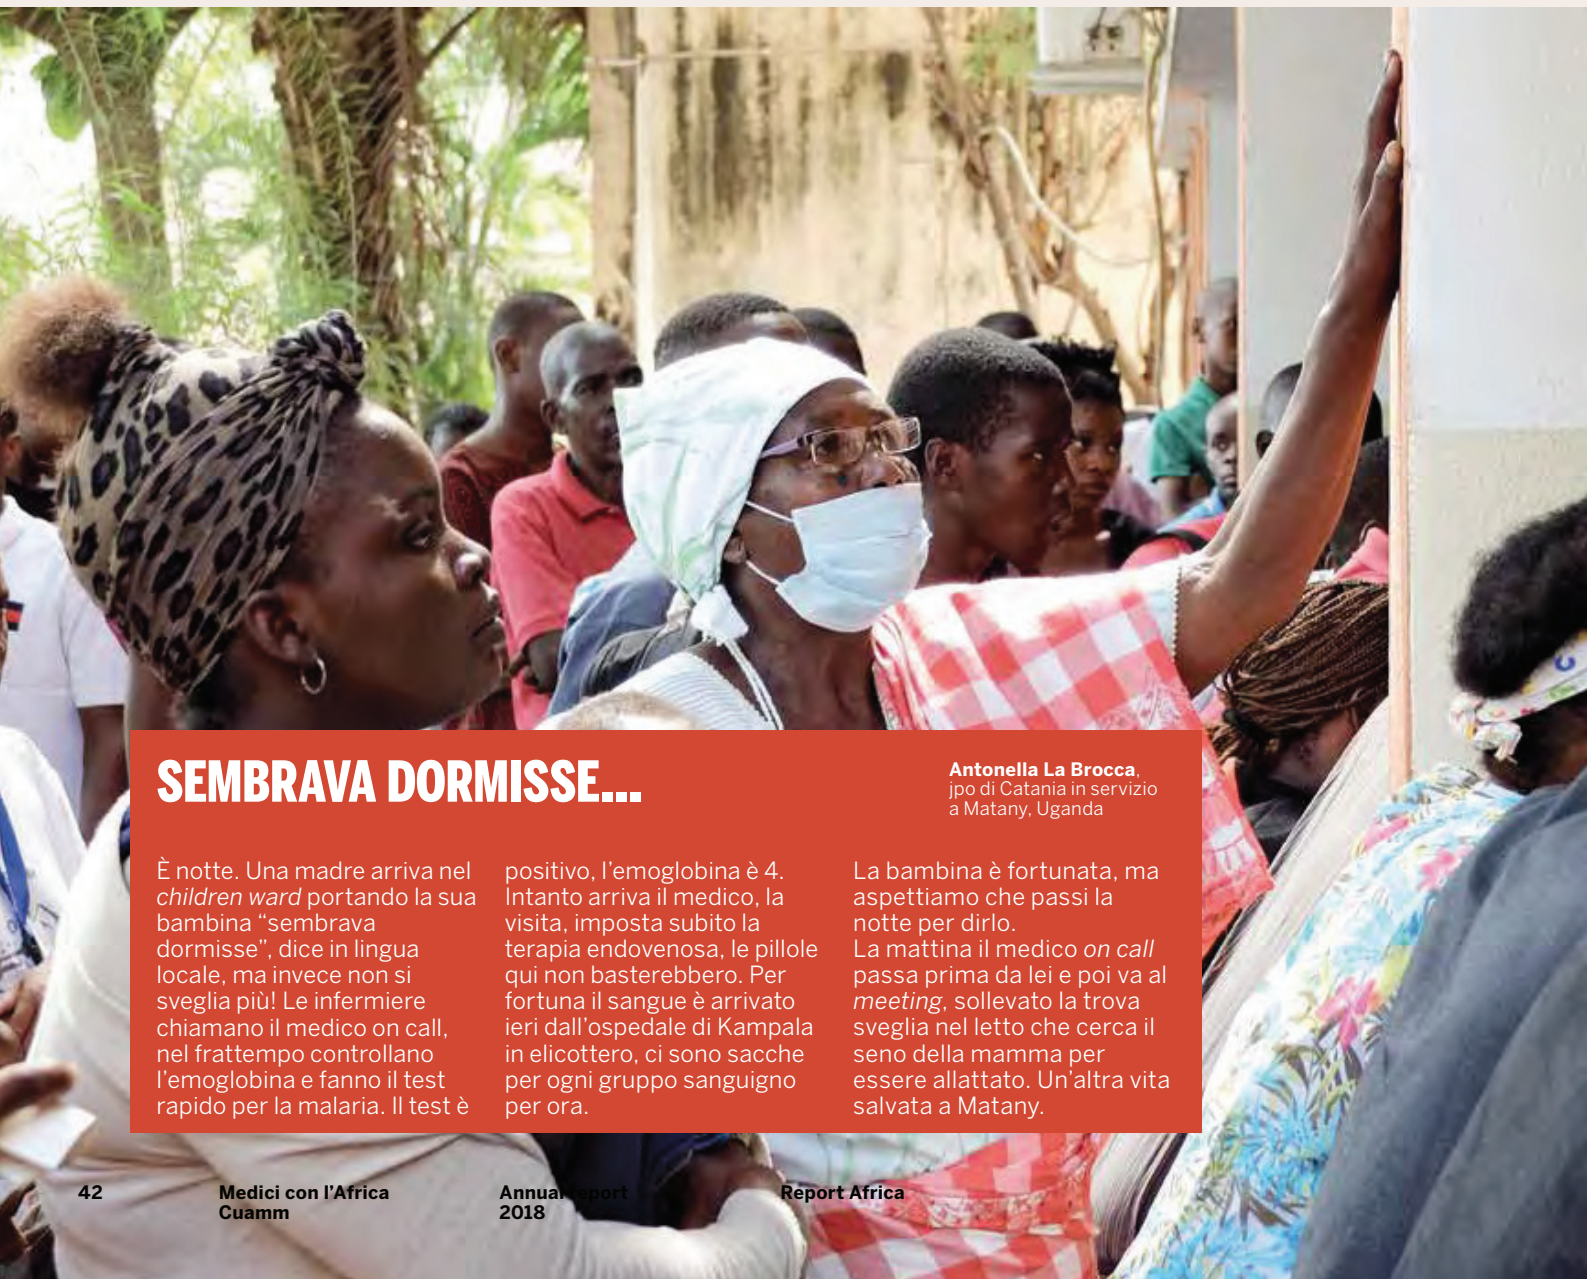 SEMBRAVA DORMISSE...
Antonella La Brocca,
jpo di Catania in servizio
a Matany, Uganda
È notte. Una madre arriva nel
children ward portando la sua
bambina “sembrava
dormisse”, dice in lingua
locale, ma invece non si
sveglia più! Le infermiere
chiamano il medico on call,
nel frattempo controllano
l’emoglobina e fanno il test
rapido per la malaria. Il test è
positivo, l’emoglobina è 4.
Intanto arriva il medico, la
visita, imposta subito la
terapia endovenosa, le pillole
qui non basterebbero. Per
fortuna il sangue è arrivato
ieri dall’ospedale di Kampala
in elicottero, ci sono sacche
per ogni gruppo sanguigno
per ora.
La bambina è fortunata, ma
aspettiamo che passi la
notte per dirlo.
La mattina il medico on call
passa prima da lei e poi va al
meeting, sollevato la trova
sveglia nel letto che cerca il
seno della mamma per
essere allattato. Un’altra vita
salvata a Matany.
42
Medici con l’Africa
Cuamm
Annual report
2018
Report Africa